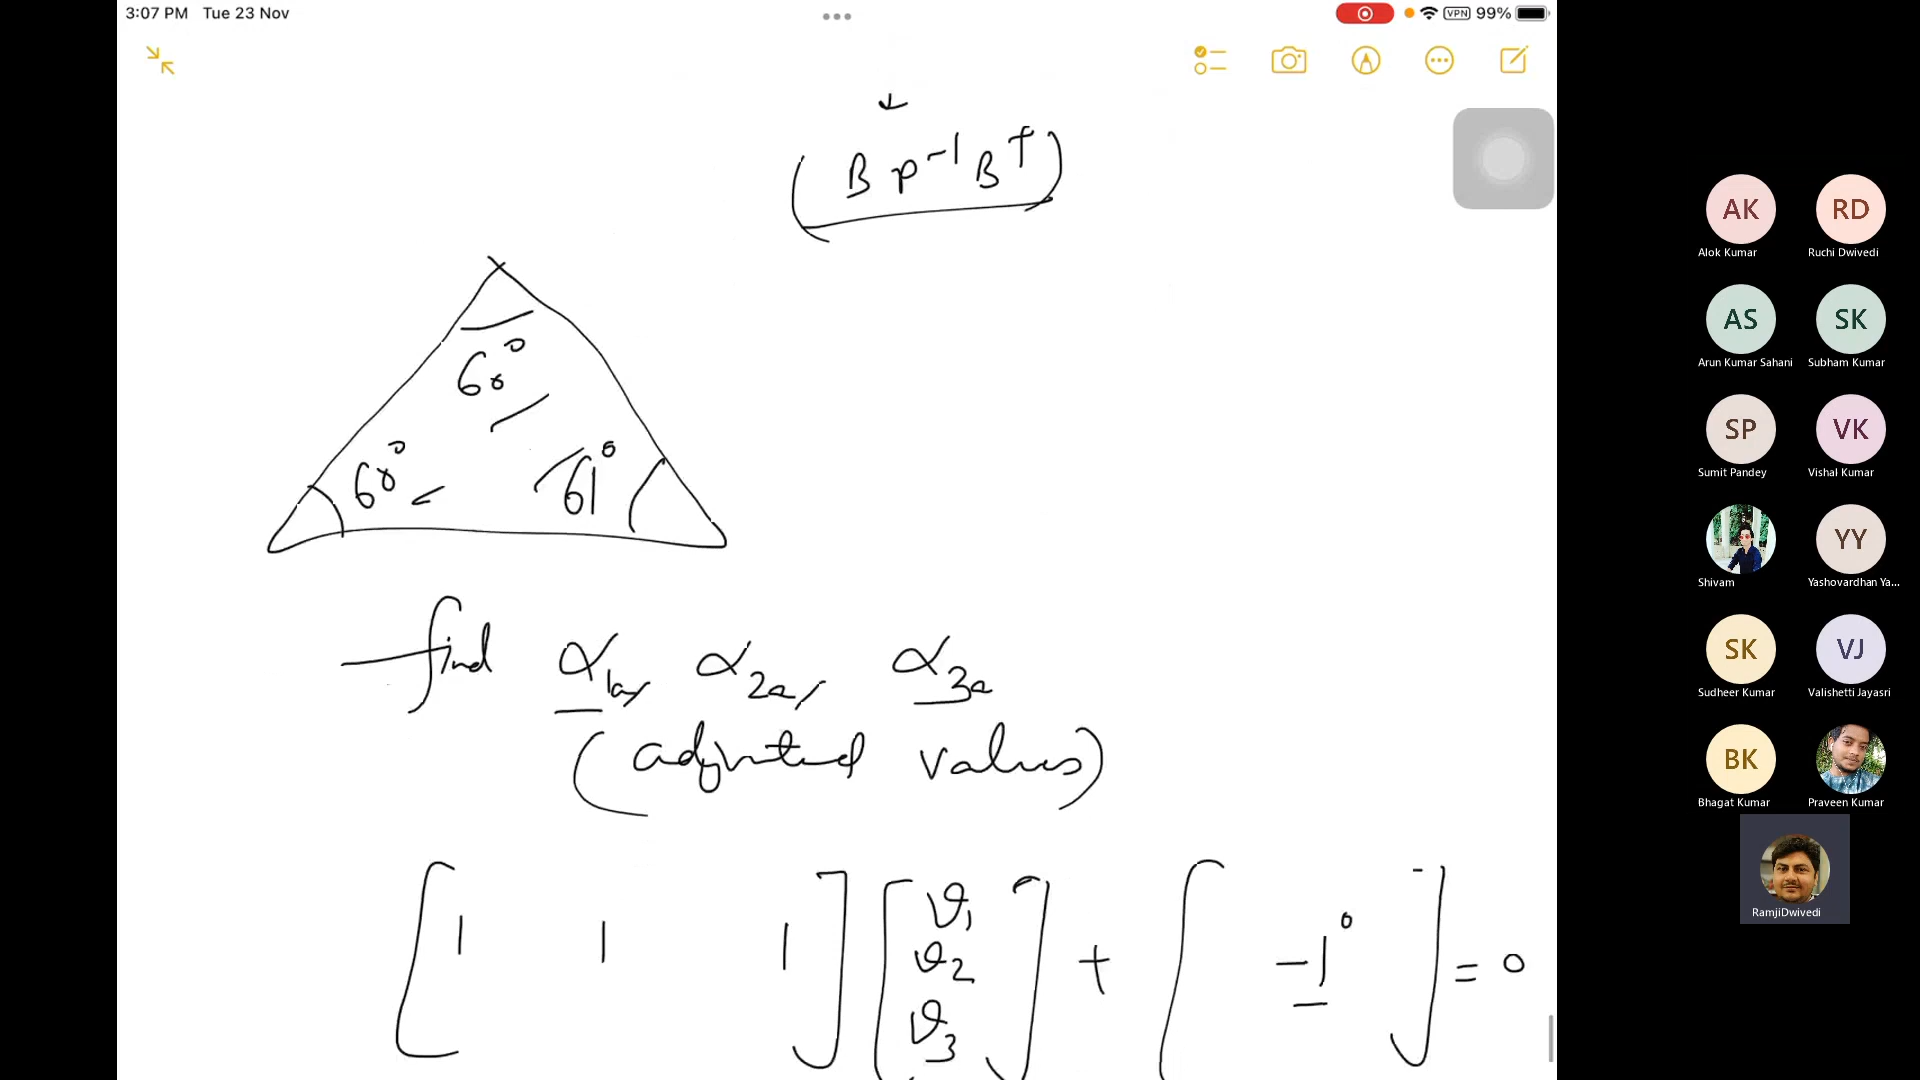 3:07 PM Tue 23 Nov
VPN 99%
( B P⁻¹ Bᵀ )
60°
60°
61°
find α1a, α2a, α3a
(adjusted values)
[ 1 1 1 ] [ v1 v2 v3 ] + [ -1° ] = 0
AK
Alok Kumar
RD
Ruchi Dwivedi
AS
Arun Kumar Sahani
SK
Subham Kumar
SP
Sumit Pandey
VK
Vishal Kumar
Shivam
YY
Yashovardhan Ya...
SK
Sudheer Kumar
VJ
Valishetti Jayasri
BK
Bhagat Kumar
Praveen Kumar
RamjiDwivedi